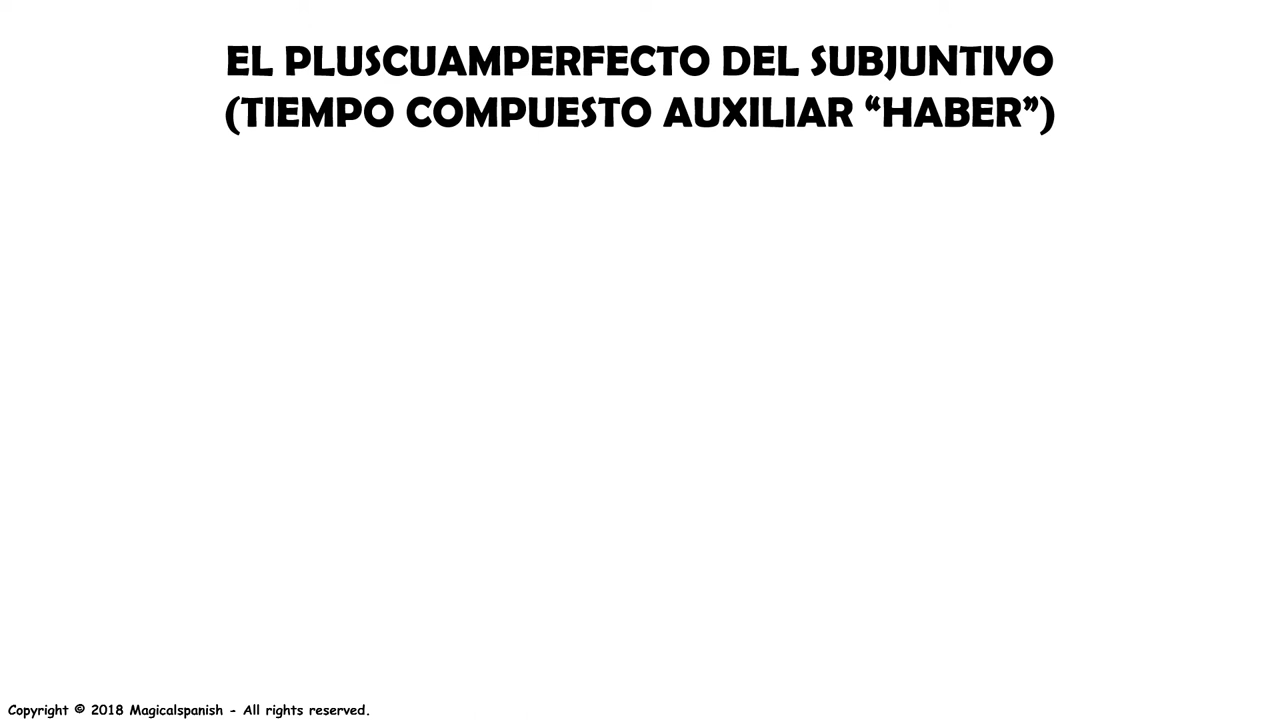 EL PLUSCUAMPERFECTO DEL SUBJUNTIVO
(TIEMPO COMPUESTO AUXILIAR “HABER”)
Copyright © 2018 Magicalspanish - All rights reserved.